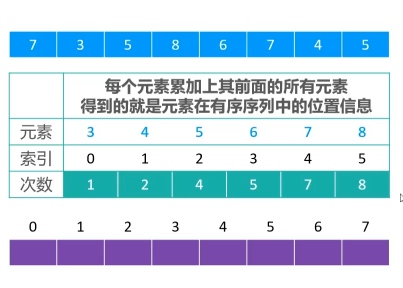 7 3 5 8 6 7 4 5
每个元素累加上其前面的所有元素
得到的就是元素在有序序列中的位置信息
元素 3 4 5 6 7 8
索引 0 1 2 3 4 5
次数 1 2 4 5 7 8
0 1 2 3 4 5 6 7